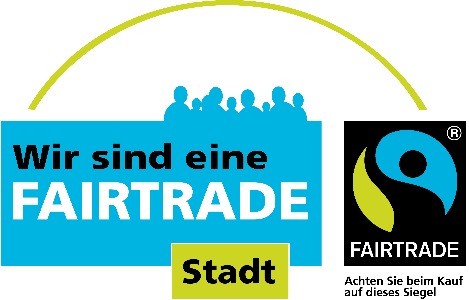 Wir sind eine
FAIRTRADE
Stadt
®
FAIRTRADE
Achten Sie beim Kauf
auf dieses Siegel